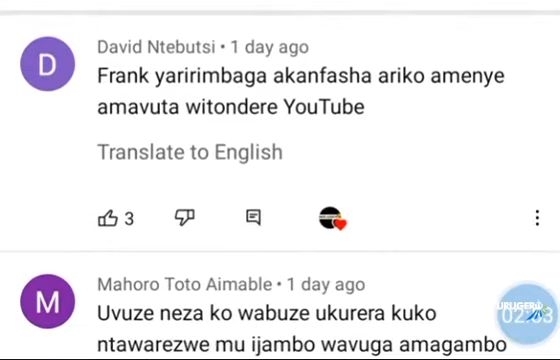 D
David Ntebutsi • 1 day ago
Frank yaririmbaga akanfasha ariko amenye
amavuta witondere YouTube
Translate to English
3
M
Mahoro Toto Aimable • 1 day ago
Uvuze neza ko wabuze ukurera kuko
ntawarezwe mu ijambo wavuga amagambo